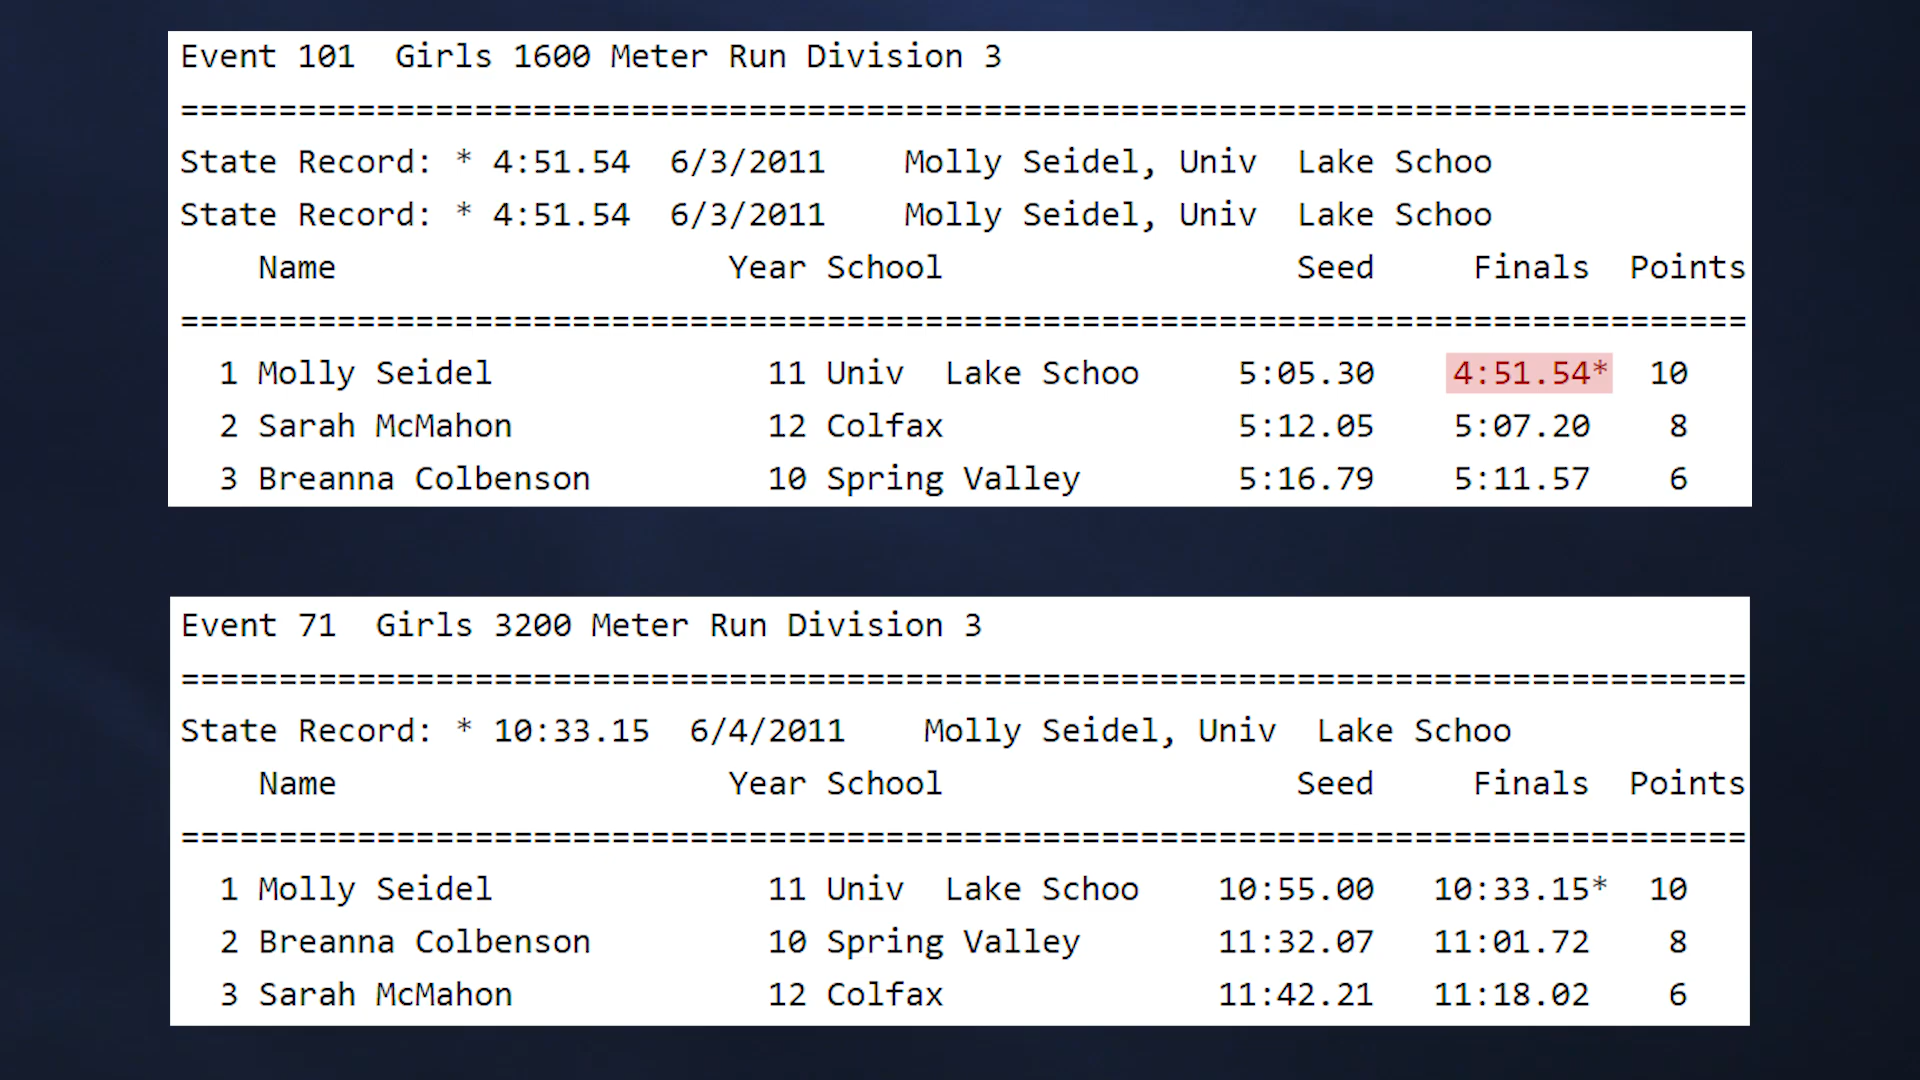 Event 101  Girls 1600 Meter Run Division 3
================================================================================
State Record: * 4:51.54  6/3/2011    Molly Seidel, Univ  Lake Schoo
State Record: * 4:51.54  6/3/2011    Molly Seidel, Univ  Lake Schoo
    Name                    Year School                  Seed     Finals  Points
================================================================================
  1 Molly Seidel              11 Univ  Lake Schoo     5:05.30    4:51.54*  10
  2 Sarah McMahon             12 Colfax               5:12.05    5:07.20    8
  3 Breanna Colbenson         10 Spring Valley        5:16.79    5:11.57    6
Event 71  Girls 3200 Meter Run Division 3
================================================================================
State Record: * 10:33.15  6/4/2011    Molly Seidel, Univ  Lake Schoo
    Name                    Year School                  Seed     Finals  Points
================================================================================
  1 Molly Seidel              11 Univ  Lake Schoo    10:55.00   10:33.15*  10
  2 Breanna Colbenson         10 Spring Valley       11:32.07   11:01.72    8
  3 Sarah McMahon             12 Colfax              11:42.21   11:18.02    6